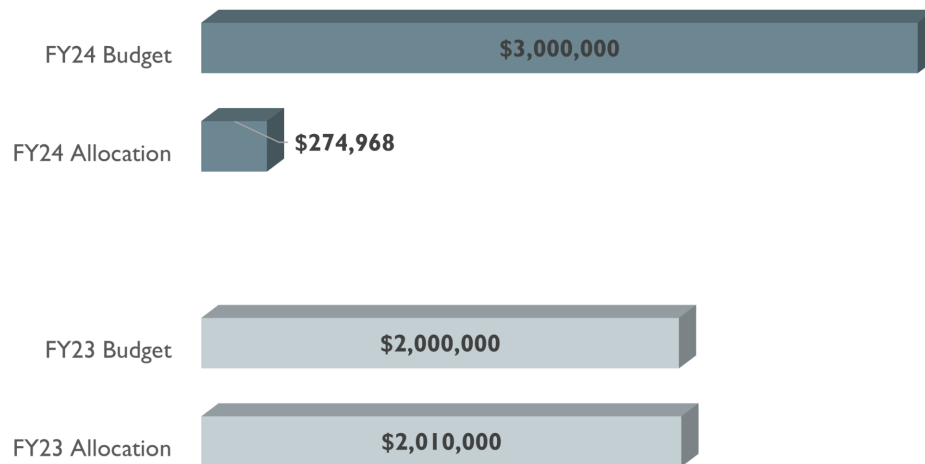 FY24 Budget
$3,000,000
FY24 Allocation
$274,968
FY23 Budget
$2,000,000
FY23 Allocation
$2,010,000